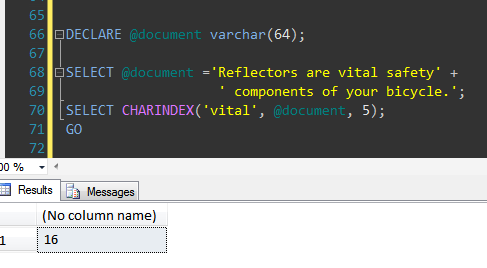 65
66 DECLARE @document varchar(64);
67
68 SELECT @document ='Reflectors are vital safety' +
69 ' components of your bicycle.';
70 SELECT CHARINDEX('vital', @document, 5);
71 GO
72
00 %
Results Messages
(No column name)
1 16